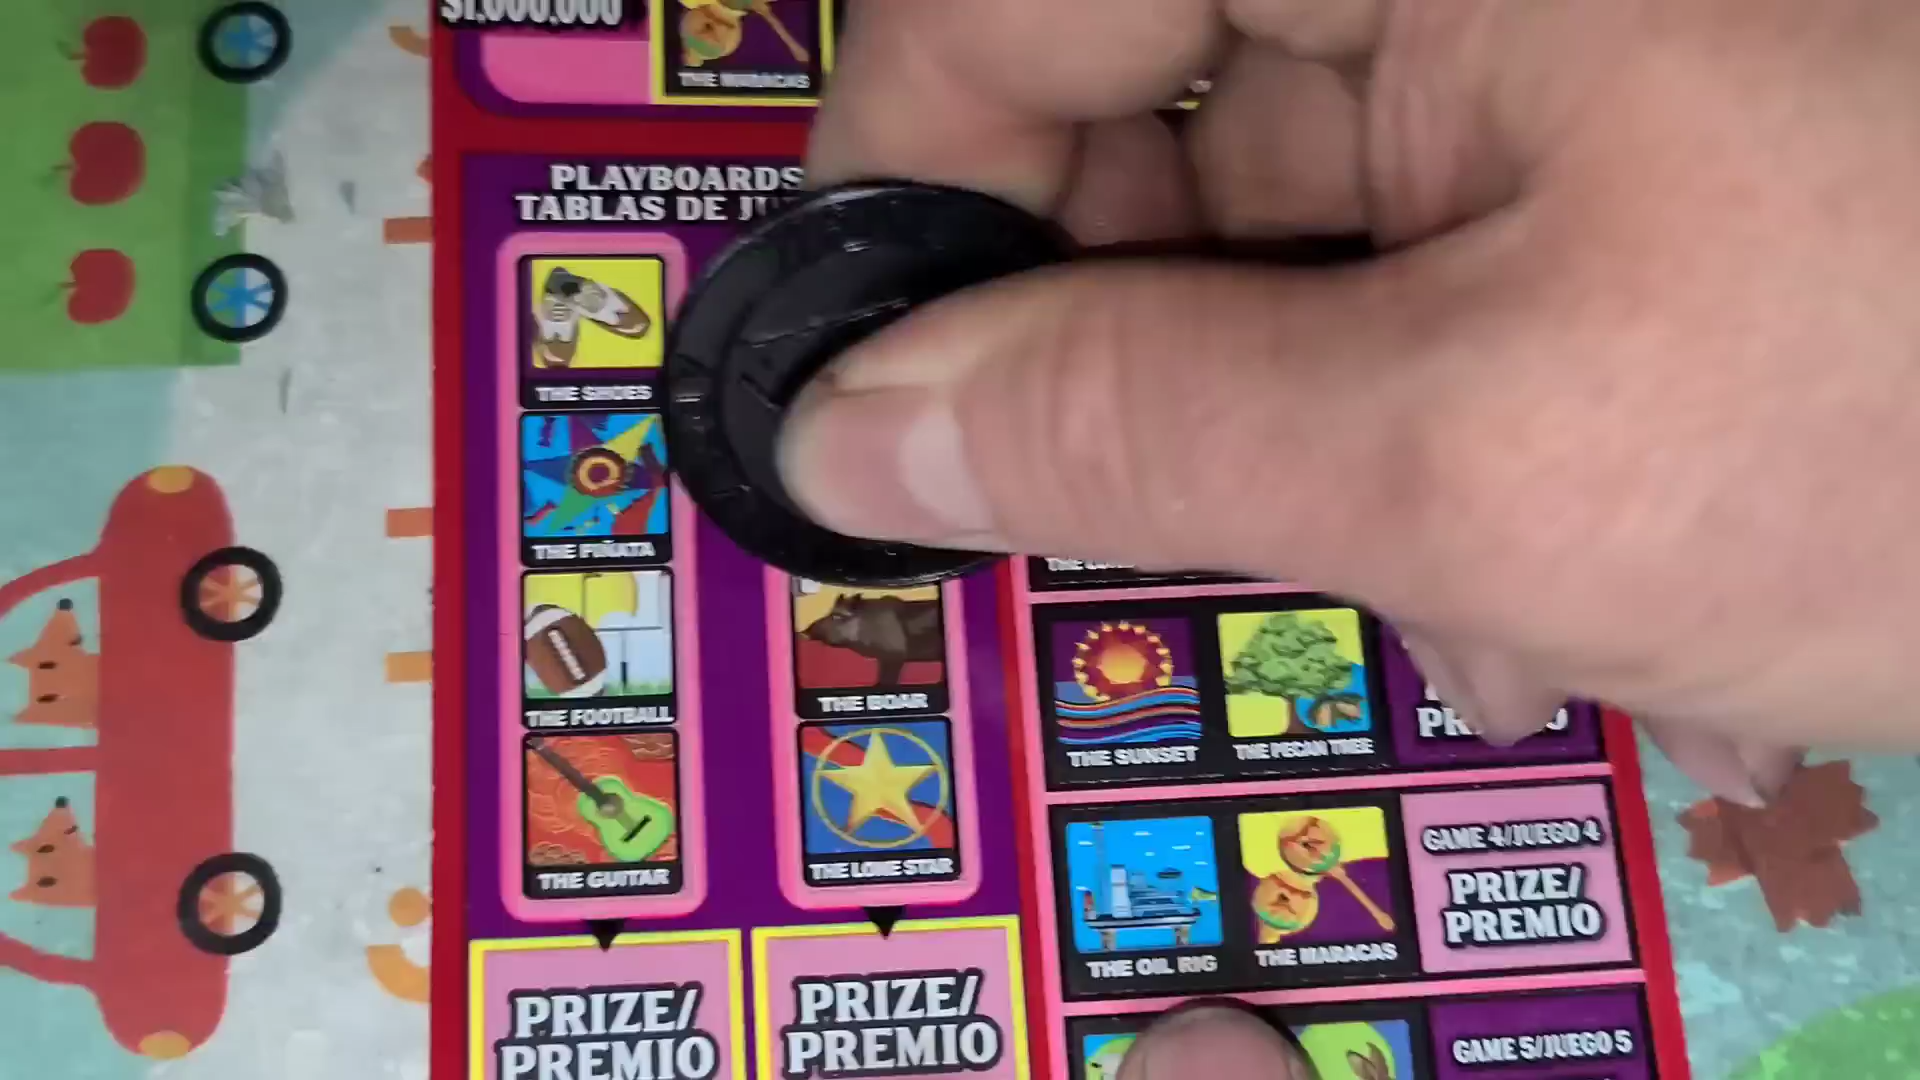 $1,000,000
THE MARACAS
PLAYBOARDS
TABLAS DE
THE SHOES
THE PIÑATA
THE FOOTBALL
THE GUITAR
THE BOAR
THE LONE STAR
PRIZE/
PREMIO
PRIZE/
PREMIO
THE SUNSET
THE PECAN TREE
THE OIL RIG
THE MARACAS
GAME 4/JUEGO 4
PRIZE/
PREMIO
GAME 5/JUEGO 5